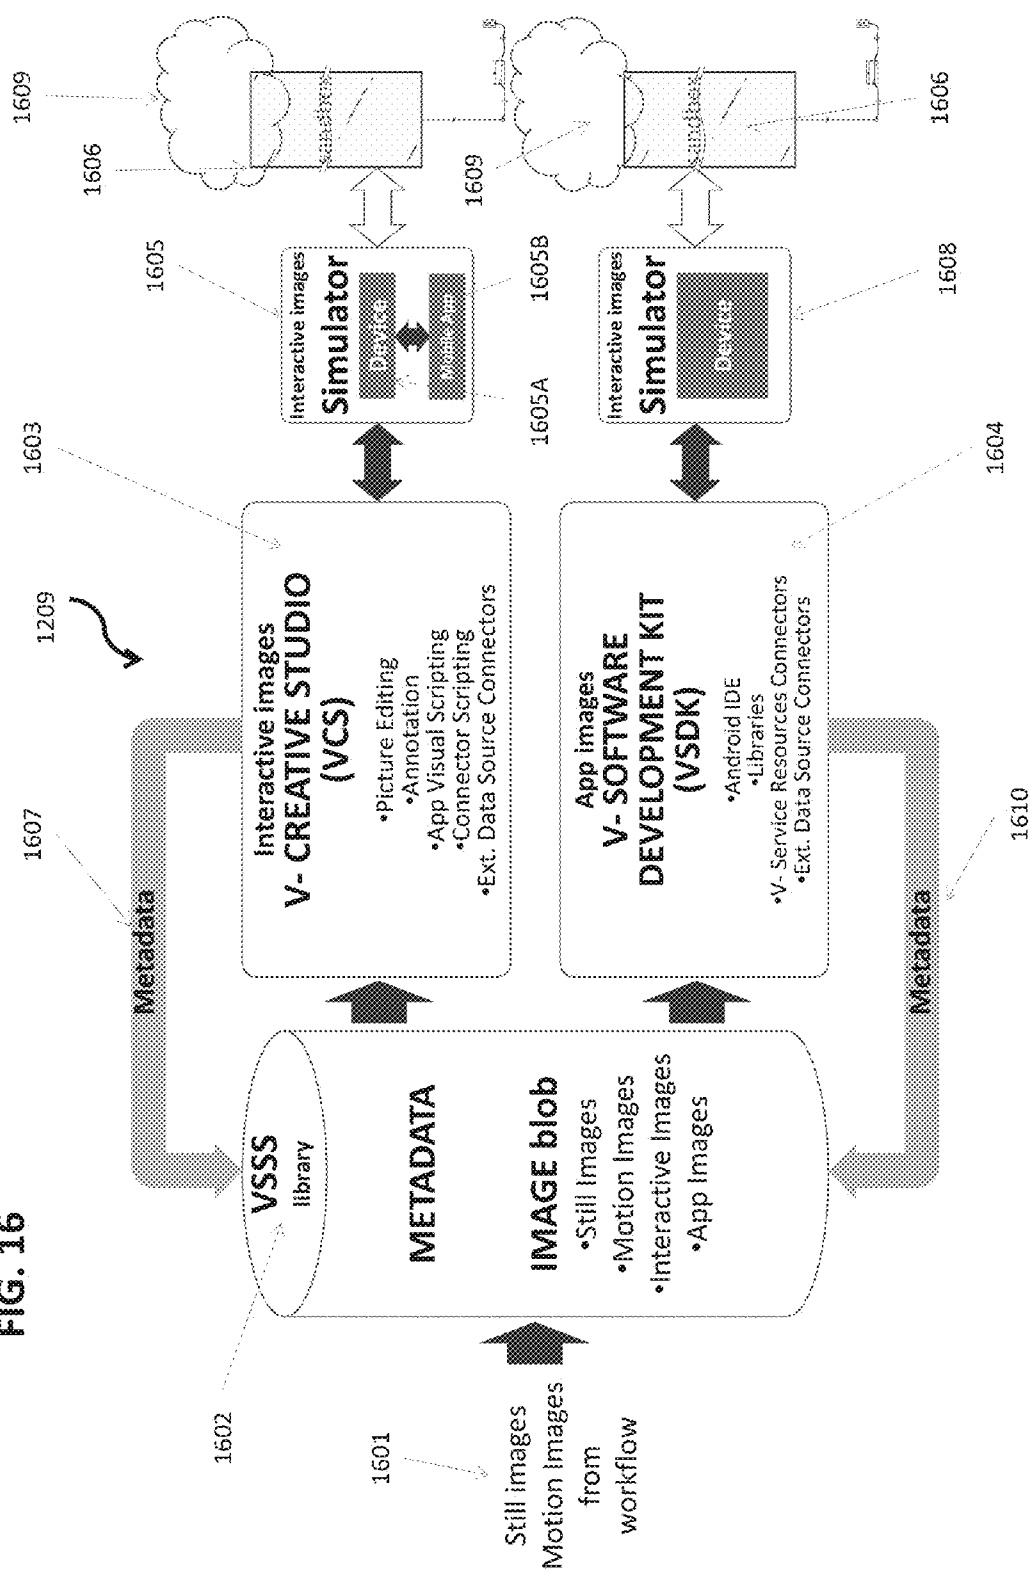 FIG. 16
1209
1601
Still images
Motion Images
from
workflow
1602
VSSS
library
METADATA
IMAGE blob
•Still Images
•Motion Images
•Interactive Images
•App Images
1607
Metadata
1603
Interactive images
V- CREATIVE STUDIO
(VCS)
•Picture Editing
•Annotation
•App Visual Scripting
•Connector Scripting
•Ext. Data Source Connectors
App images
V- SOFTWARE
DEVELOPMENT KIT
(VSDK)
•Android IDE
•Libraries
•V- Service Resources Connectors
•Ext. Data Source Connectors
1604
Metadata
1610
1605
Interactive images
Simulator
Device
1605A
1605B
Interactive images
Simulator
Device
1608
1606
1609
Sandbox
1609
Sandbox
1606